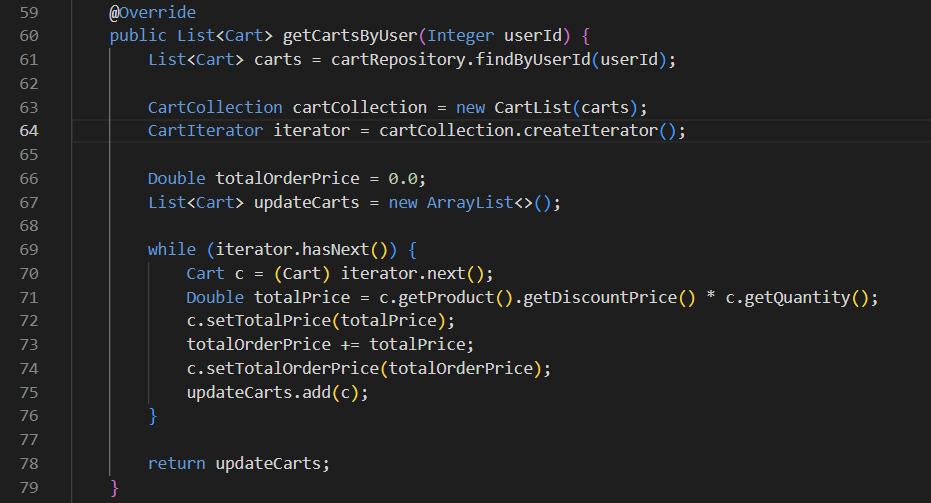 59 @Override
60 public List<Cart> getCartsByUser(Integer userId) {
61 List<Cart> carts = cartRepository.findByUserId(userId);
62
63 CartCollection cartCollection = new CartList(carts);
64 CartIterator iterator = cartCollection.createIterator();
65
66 Double totalOrderPrice = 0.0;
67 List<Cart> updateCarts = new ArrayList<>();
68
69 while (iterator.hasNext()) {
70 Cart c = (Cart) iterator.next();
71 Double totalPrice = c.getProduct().getDiscountPrice() * c.getQuantity();
72 c.setTotalPrice(totalPrice);
73 totalOrderPrice += totalPrice;
74 c.setTotalOrderPrice(totalOrderPrice);
75 updateCarts.add(c);
76 }
77
78 return updateCarts;
79 }